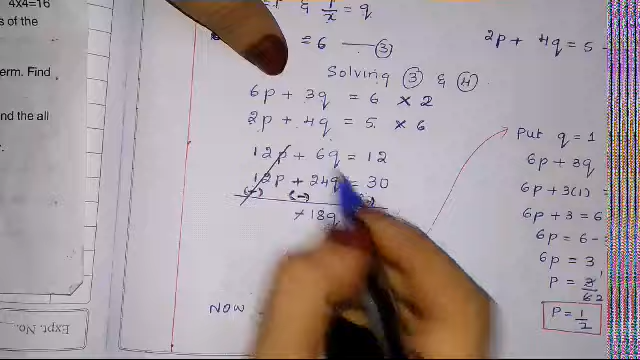 4x4=16
s of the
erm. Find
nd the all
Expt. No.
& 1/x = q
= 6 —— ③
Solving ③ & ④
6p + 3q = 6 × 2
2p + 4q = 5 × 6
12p + 6q = 12
12p + 24q = 30
(-) (-) (-)
-18q
NOW
2p + 4q = 5
Put q = 1
6p + 3q
6p + 3(1) =
6p + 3 = 6
6p = 6 -
6p = 3
P = 3/6 1 2
P = 1/2